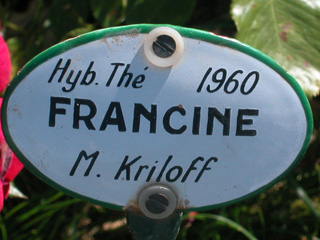 Hyb. Thé 1960
FRANCINE
M. Kriloff